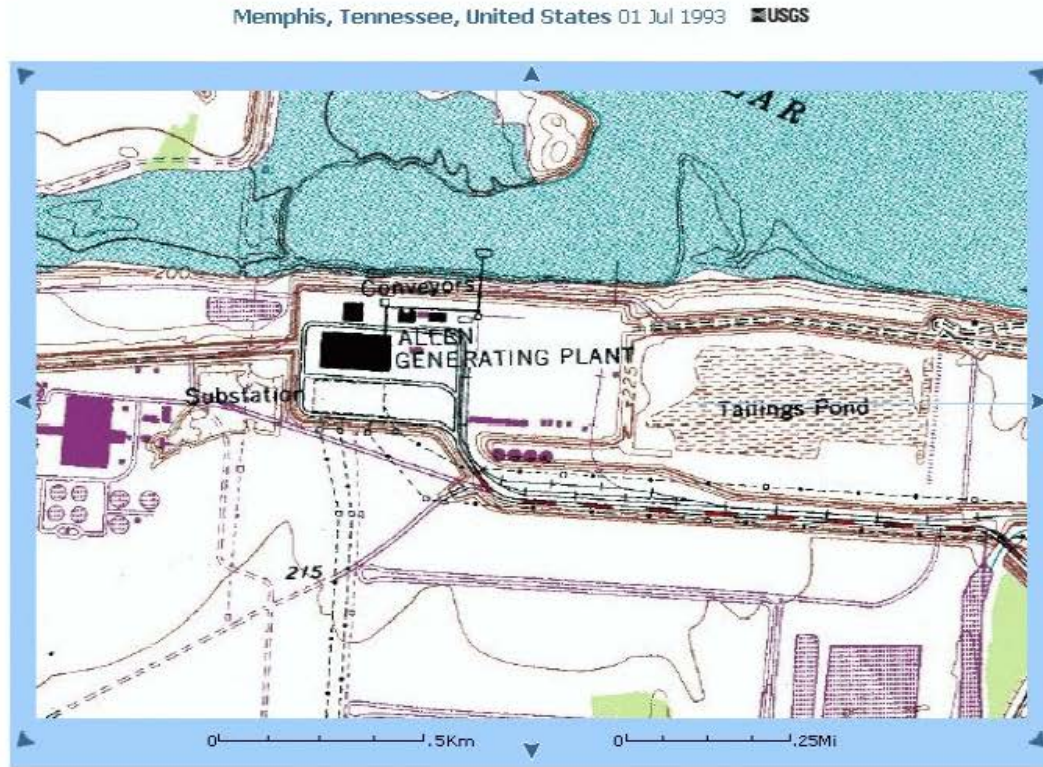 Memphis, Tennessee, United States 01 Jul 1993 USGS
LAR
200
Conveyors
ALLEN
GENERATING PLANT
225
Substation
Tailings Pond
215
0 .5Km 0 .25Mi